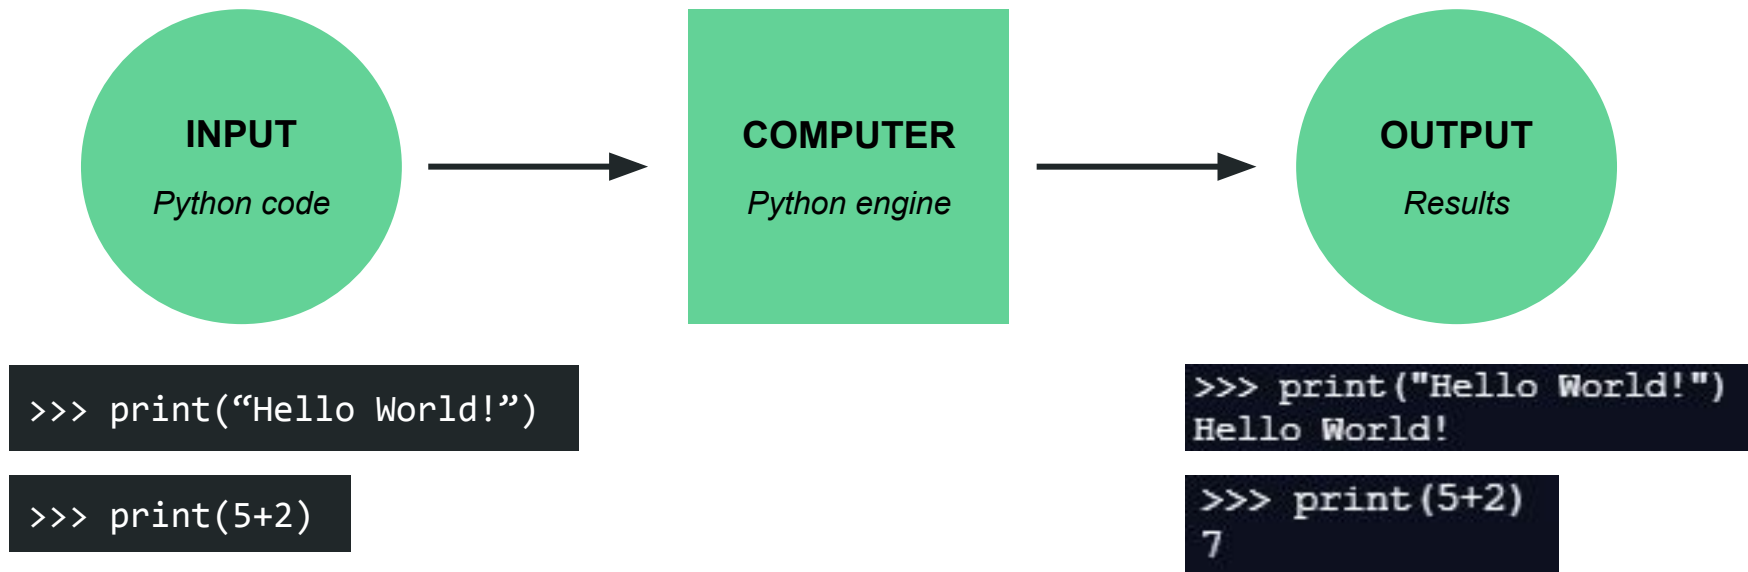 INPUT
Python code
COMPUTER
Python engine
OUTPUT
Results
>>> print(“Hello World!”)
>>> print(5+2)
>>> print("Hello World!")
Hello World!
>>> print(5+2)
7